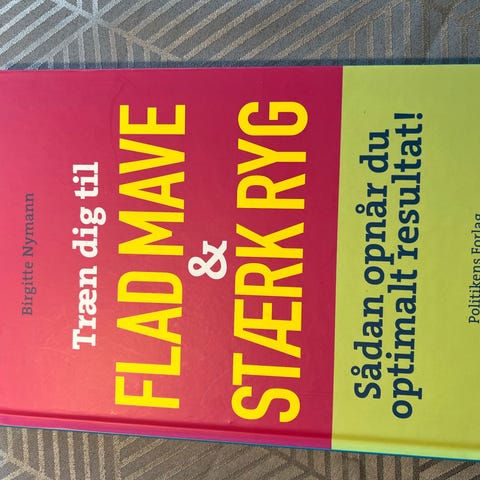 Birgitte Nymann
Træn dig til
FLAD MAVE
&
STÆRK RYG
Sådan opnår du
optimalt resultat!
Politikens Forlag